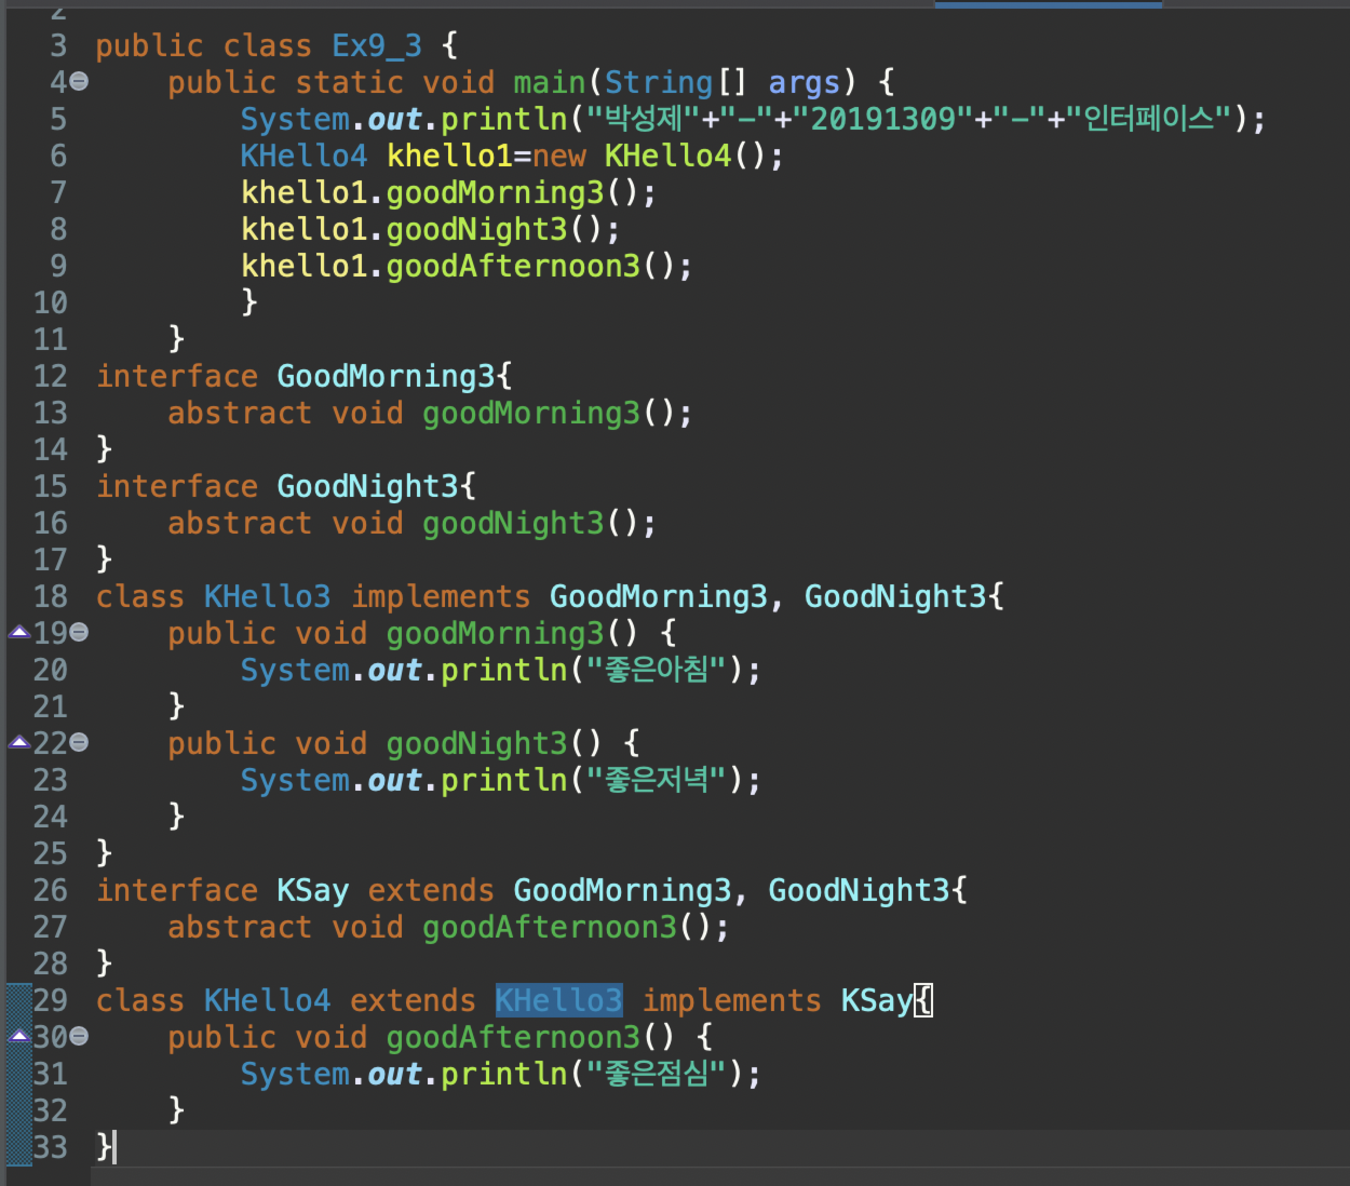 2
3 public class Ex9_3 {
4 public static void main(String[] args) {
5 System.out.println("박성제"+"-"+"20191309"+"-"+"인터페이스");
6 KHello4 khello1=new KHello4();
7 khello1.goodMorning3();
8 khello1.goodNight3();
9 khello1.goodAfternoon3();
10 }
11 }
12 interface GoodMorning3{
13 abstract void goodMorning3();
14 }
15 interface GoodNight3{
16 abstract void goodNight3();
17 }
18 class KHello3 implements GoodMorning3, GoodNight3{
19 public void goodMorning3() {
20 System.out.println("좋은아침");
21 }
22 public void goodNight3() {
23 System.out.println("좋은저녁");
24 }
25 }
26 interface KSay extends GoodMorning3, GoodNight3{
27 abstract void goodAfternoon3();
28 }
29 class KHello4 extends KHello3 implements KSay{
30 public void goodAfternoon3() {
31 System.out.println("좋은점심");
32 }
33 }